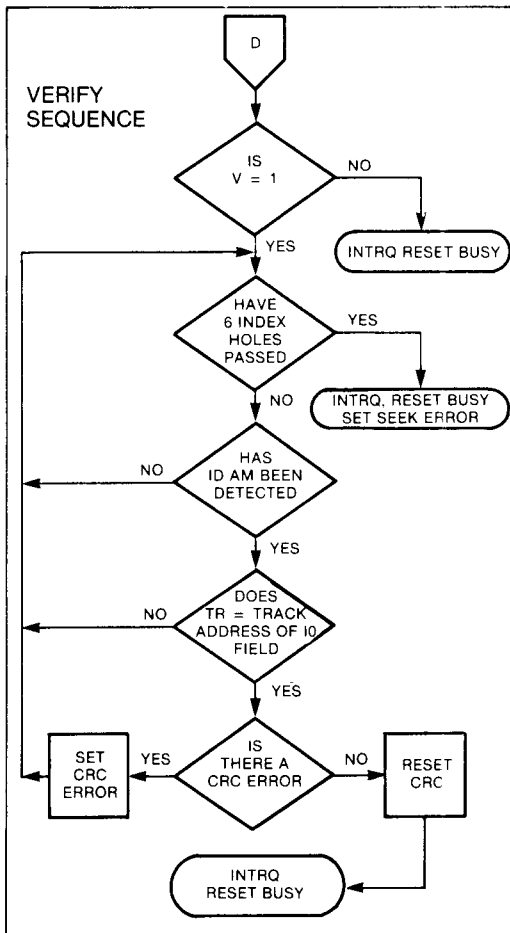 D
VERIFY
SEQUENCE
IS
V = 1
NO
YES
INTRQ RESET BUSY
HAVE
6 INDEX
HOLES
PASSED
YES
NO
INTRQ, RESET BUSY
SET SEEK ERROR
HAS
ID AM BEEN
DETECTED
NO
YES
DOES
TR = TRACK
ADDRESS OF I0
FIELD
NO
YES
IS
THERE A
CRC ERROR
YES
NO
SET
CRC
ERROR
RESET
CRC
INTRQ
RESET BUSY